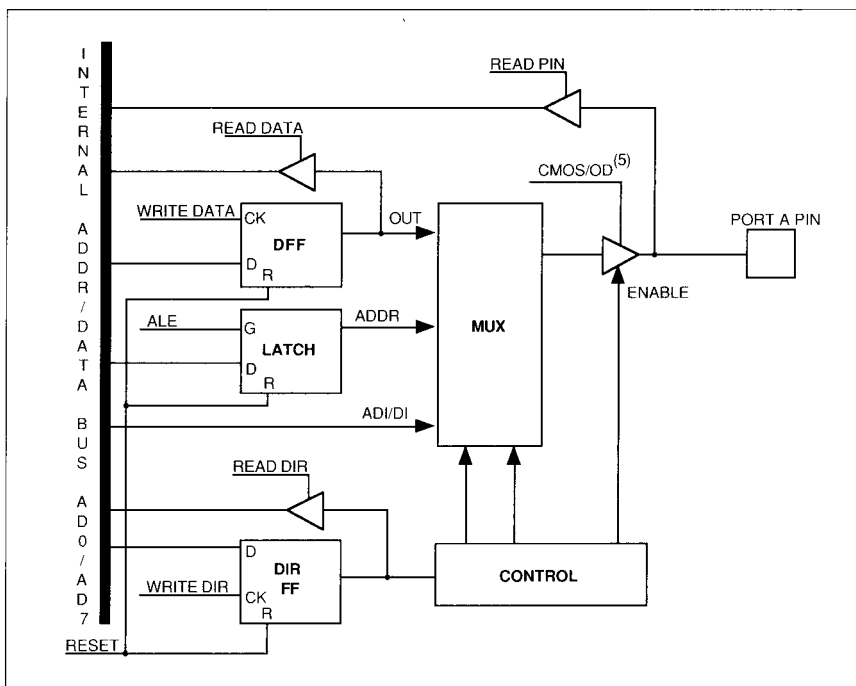 INTERNAL ADDR/DATA BUS AD0/AD7
READ PIN
READ DATA
CMOS/OD(5)
WRITE DATA
CK
DFF
D
R
OUT
PORT A PIN
ENABLE
ALE
G
LATCH
D
R
ADDR
MUX
ADI/DI
READ DIR
D
DIR
FF
WRITE DIR
CK
R
CONTROL
RESET